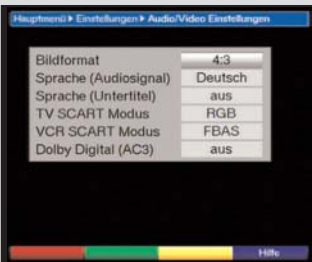 Hauptmenü ▸ Einstellungen ▸ Audio/Video Einstellungen
Bildformat 4:3
Sprache (Audiosignal) Deutsch
Sprache (Untertitel) aus
TV SCART Modus RGB
VCR SCART Modus FBAS
Dolby Digital (AC3) aus
Hilfe